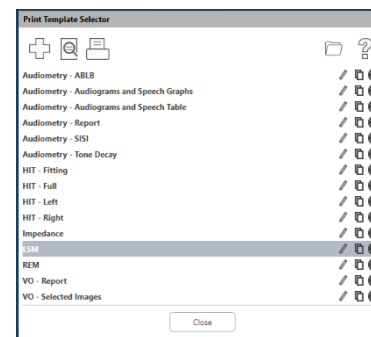 Print Template Selector
?
Audiometry - ABLB
Audiometry - Audiograms and Speech Graphs
Audiometry - Audiograms and Speech Table
Audiometry - Report
Audiometry - SISI
Audiometry - Tone Decay
HIT - Fitting
HIT - Full
HIT - Left
HIT - Right
Impedance
LSM
REM
VO - Report
VO - Selected Images
Close